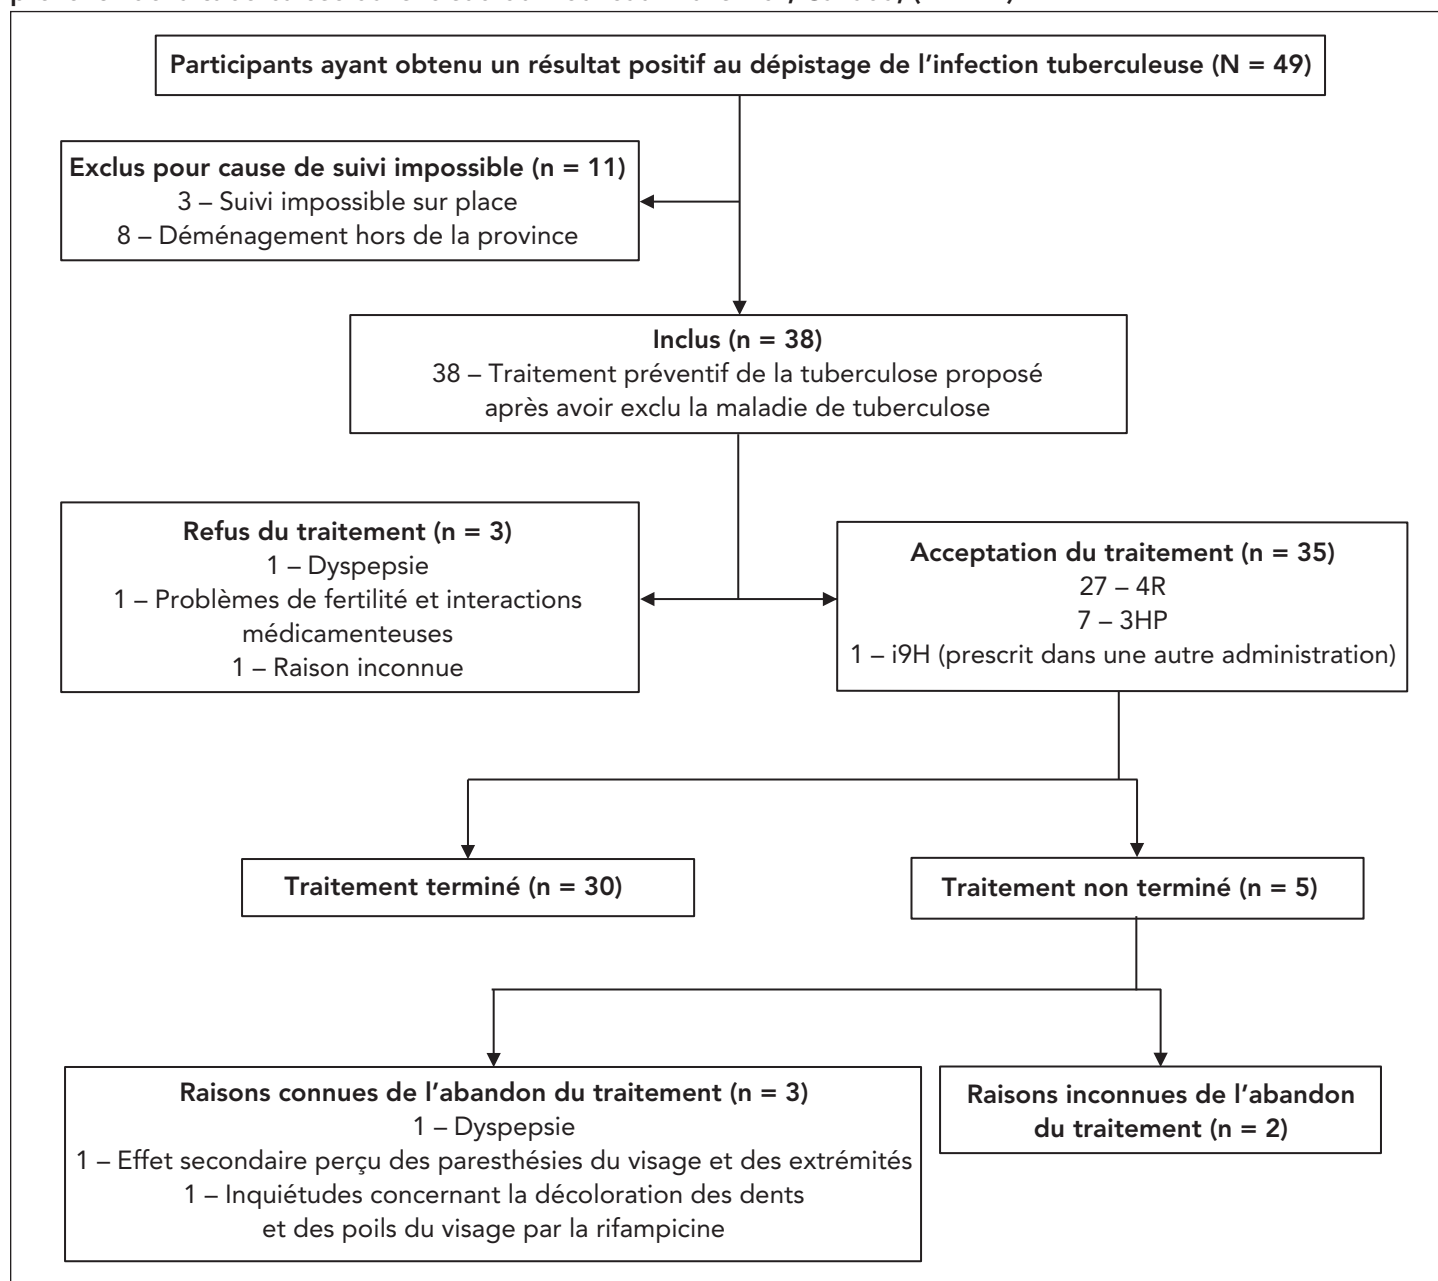 Participants ayant obtenu un résultat positif au dépistage de l'infection tuberculeuse (N = 49)
Exclus pour cause de suivi impossible (n = 11)
3 – Suivi impossible sur place
8 – Déménagement hors de la province
Inclus (n = 38)
38 – Traitement préventif de la tuberculose proposé
après avoir exclu la maladie de tuberculose
Refus du traitement (n = 3)
1 – Dyspepsie
1 – Problèmes de fertilité et interactions
médicamenteuses
1 – Raison inconnue
Acceptation du traitement (n = 35)
27 – 4R
7 – 3HP
1 – i9H (prescrit dans une autre administration)
Traitement terminé (n = 30)
Traitement non terminé (n = 5)
Raisons connues de l'abandon du traitement (n = 3)
1 – Dyspepsie
1 – Effet secondaire perçu des paresthésies du visage et des extrémités
1 – Inquiétudes concernant la décoloration des dents
et des poils du visage par la rifampicine
Raisons inconnues de l'abandon
du traitement (n = 2)